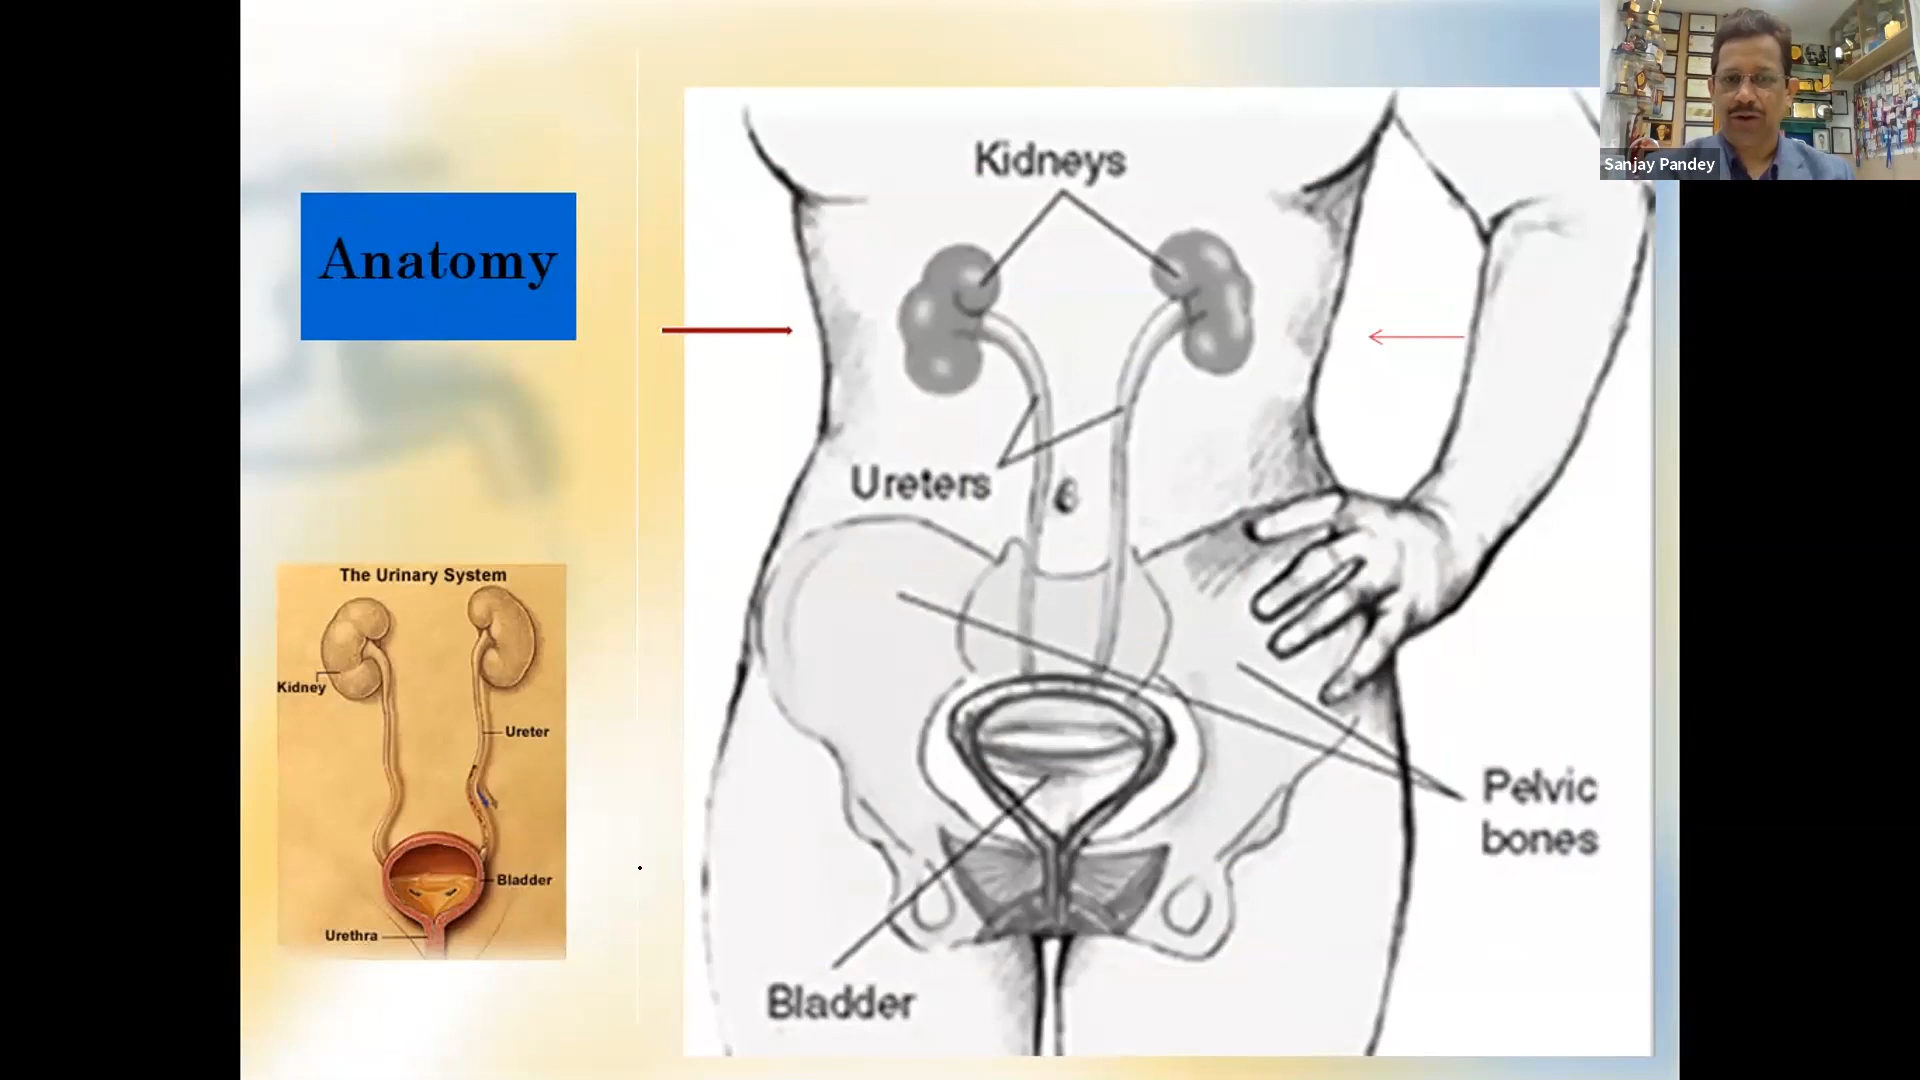 Sanjay Pandey
Anatomy
Kidneys
Ureters
Pelvic
bones
Bladder
The Urinary System
Kidney
Ureter
Bladder
Urethra